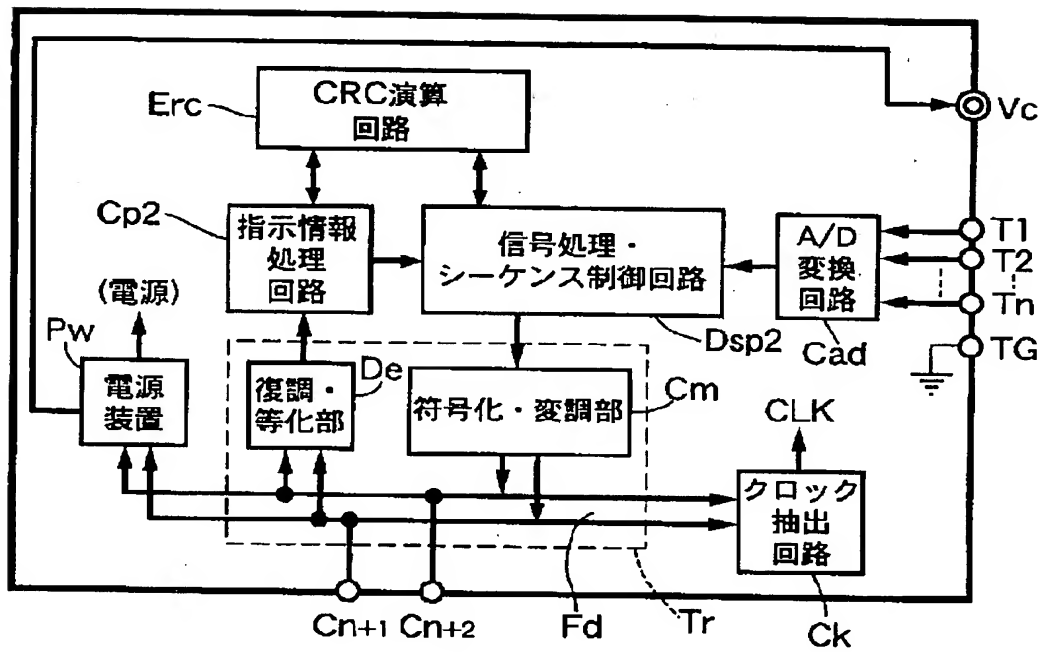 CRC演算
回路
Erc
Vc
Cp2
指示情報
処理
回路
信号処理・
シーケンス制御回路
A/D
変換
回路
T1
T2
Tn
TG
(電源)
Pw
電源
装置
De
復調・
等化部
符号化・変調部
Cm
Dsp2
Cad
CLK
クロック
抽出
回路
Cn+1
Cn+2
Fd
Tr
Ck